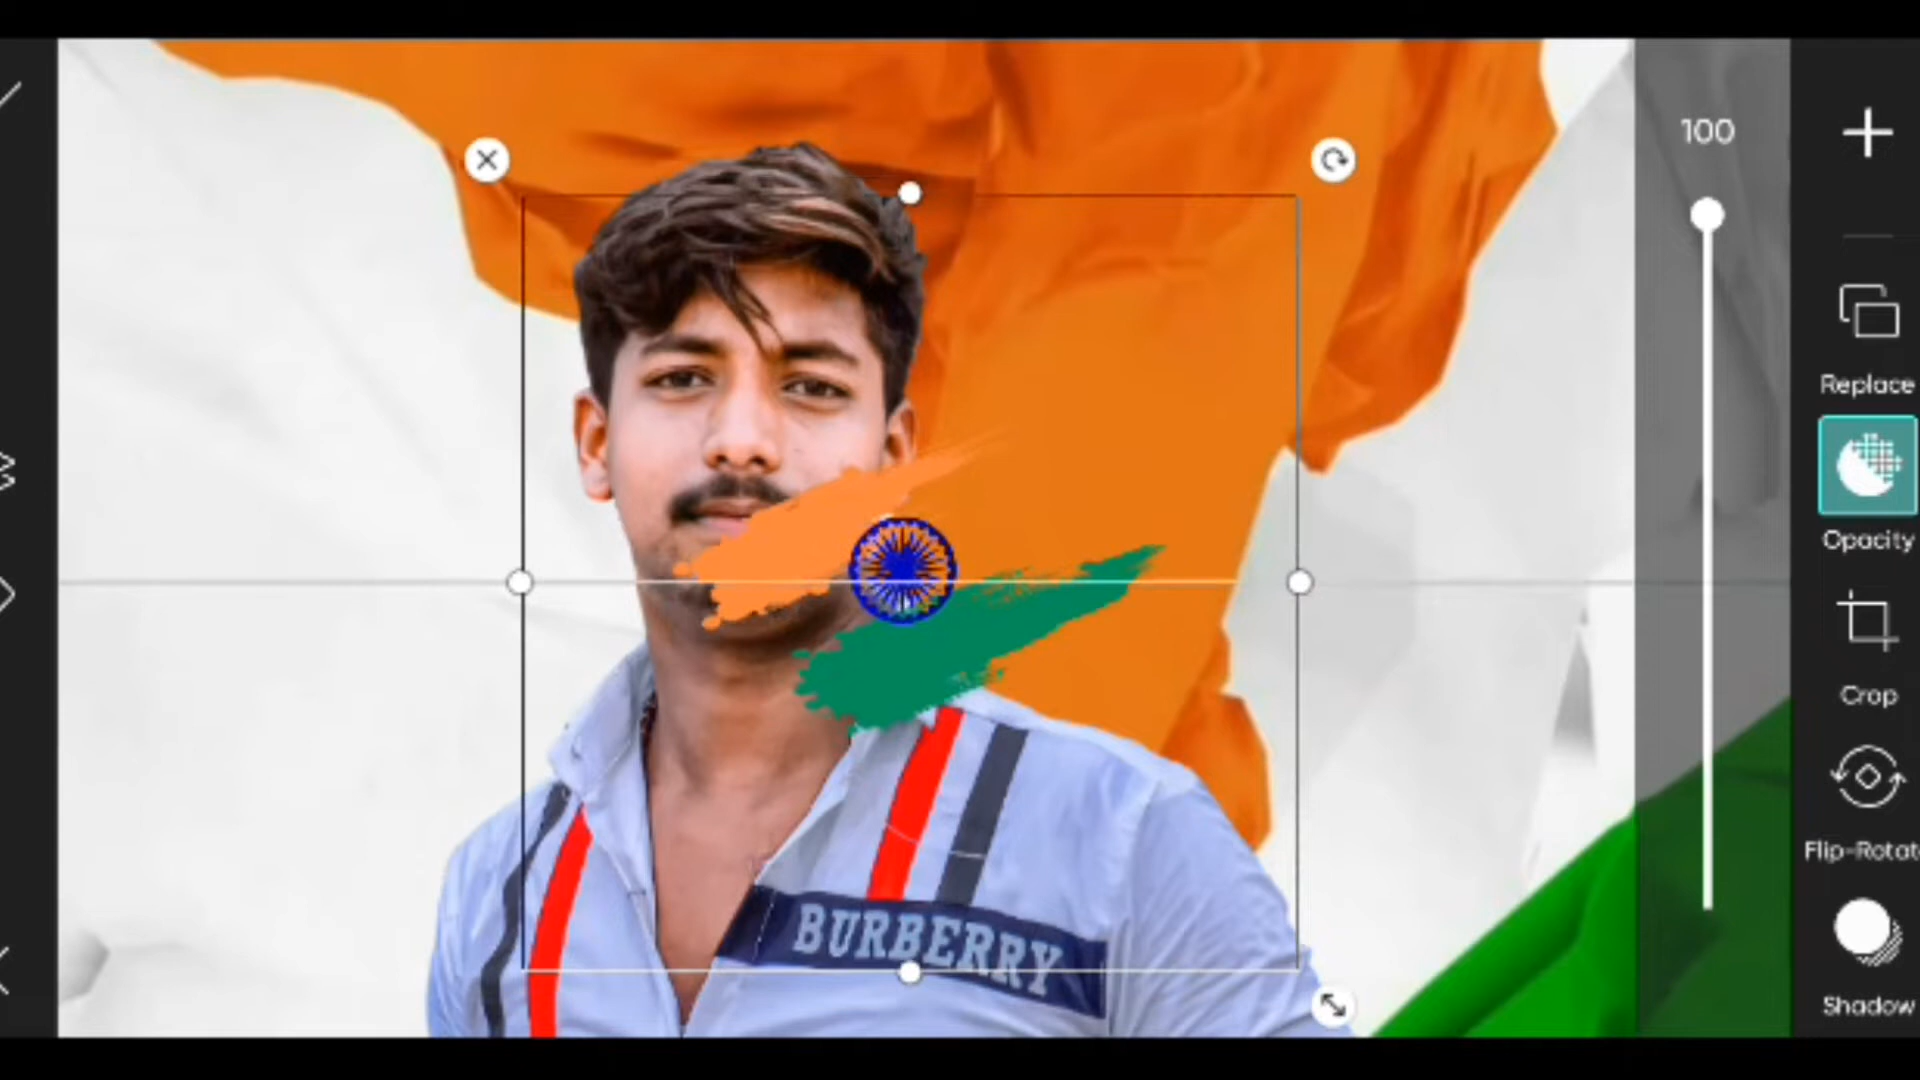 100
Replace
Opacity
Crop
Flip-Rotat
Shadow
BURBERRY